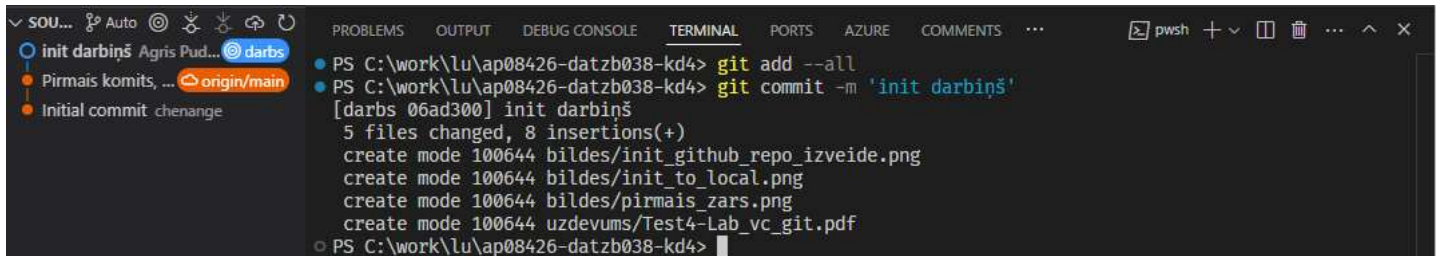 SOU... Auto
init darbiņš Agris Pud... darbs
Pirmais komits, ... origin/main
Initial commit chenange
PROBLEMS OUTPUT DEBUG CONSOLE TERMINAL PORTS AZURE COMMENTS ... pwsh
PS C:\work\lu\ap08426-datzb038-kd4> git add --all
PS C:\work\lu\ap08426-datzb038-kd4> git commit -m 'init darbiņš'
[darbs 06ad300] init darbiņš
5 files changed, 8 insertions(+)
create mode 100644 bildes/init_github_repo_izveide.png
create mode 100644 bildes/init_to_local.png
create mode 100644 bildes/pirmais_zars.png
create mode 100644 uzdevums/Test4-Lab_vc_git.pdf
PS C:\work\lu\ap08426-datzb038-kd4>